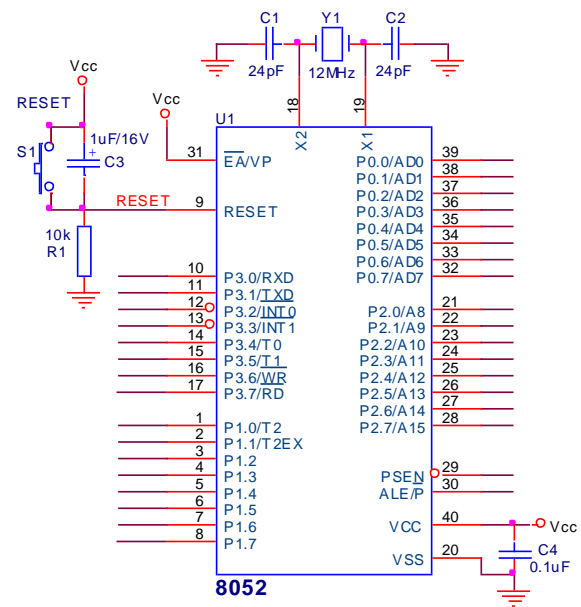 C1 Y1 C2
24pF 12MHz 24pF
Vcc
RESET
Vcc
18 19
U1
X2 X1
S1
1uF/16V
+
C3
31 EA/VP
RESET
9 RESET
10k
R1
10 P3.0/RXD
11 P3.1/TXD
12 P3.2/INT0
13 P3.3/INT1
14 P3.4/T0
15 P3.5/T1
16 P3.6/WR
17 P3.7/RD
1 P1.0/T2
2 P1.1/T2EX
3 P1.2
4 P1.3
5 P1.4
6 P1.5
7 P1.6
8 P1.7
P0.0/AD0 39
P0.1/AD1 38
P0.2/AD2 37
P0.3/AD3 36
P0.4/AD4 35
P0.5/AD5 34
P0.6/AD6 33
P0.7/AD7 32
P2.0/A8 21
P2.1/A9 22
P2.2/A10 23
P2.3/A11 24
P2.4/A12 25
P2.5/A13 26
P2.6/A14 27
P2.7/A15 28
PSEN 29
ALE/P 30
VCC 40
Vcc
VSS 20
C4
0.1uF
8052